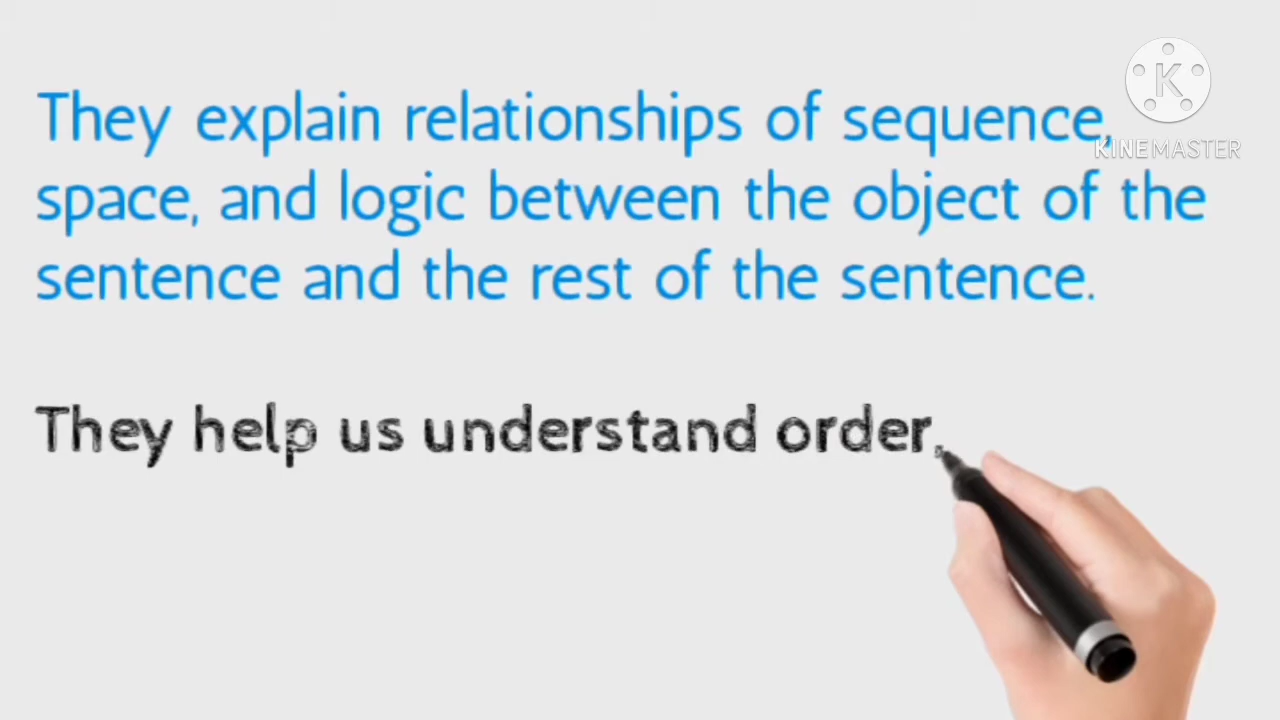 They explain relationships of sequence,
space, and logic between the object of the
sentence and the rest of the sentence.
They help us understand order,
K
KINEMASTER